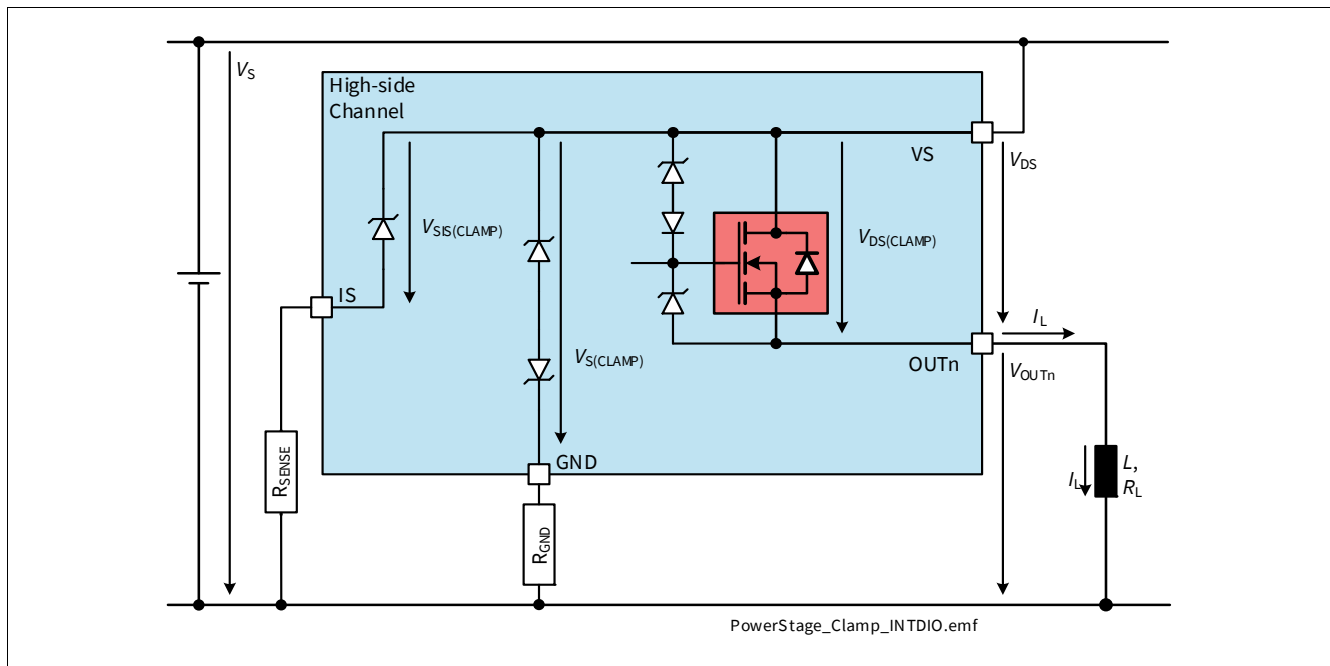 VS
High-side
Channel
VS
VDS
VSIS(CLAMP)
VDS(CLAMP)
IS
IL
VS(CLAMP)
OUTn
VOUTn
GND
RSENSE
IL
L,
RL
RGND
PowerStage_Clamp_INTDIO.emf